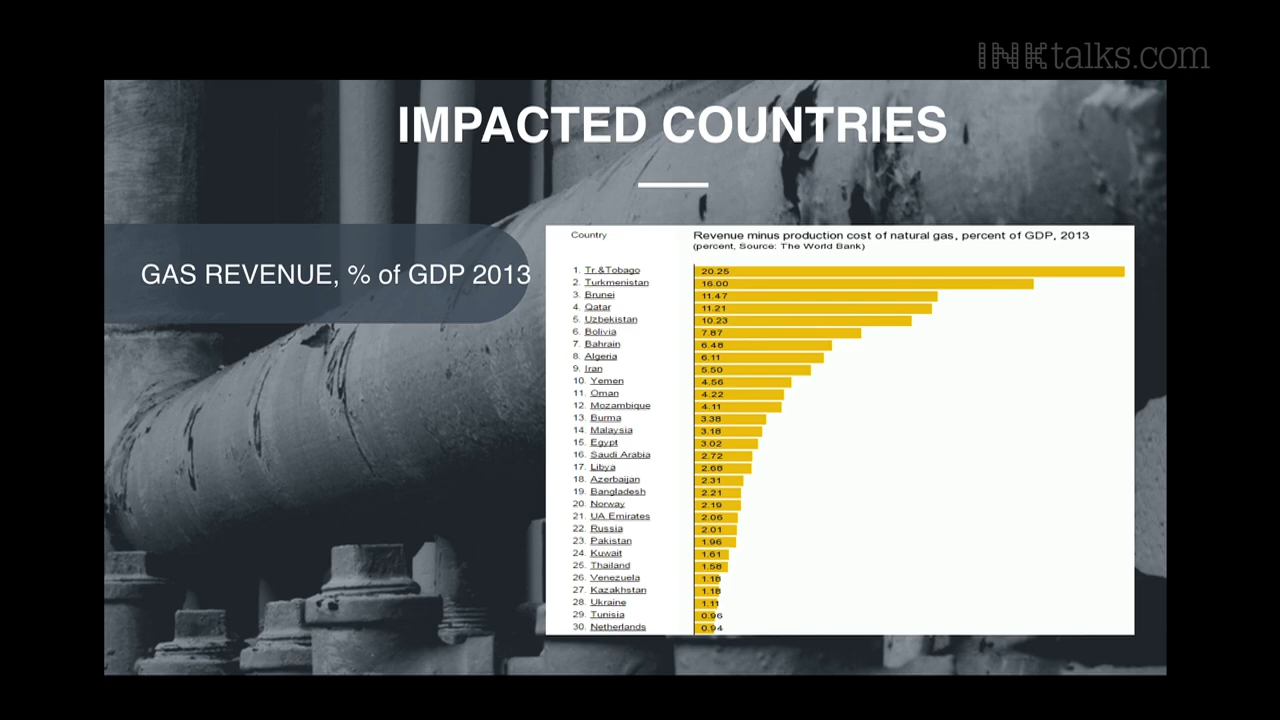 INKtalks.com
IMPACTED COUNTRIES
GAS REVENUE, % of GDP 2013
Country
Revenue minus production cost of natural gas, percent of GDP, 2013
(percent, Source: The World Bank)
1. Tr.&Tobago 20.25
2. Turkmenistan 16.00
3. Brunei 11.47
4. Qatar 11.21
5. Uzbekistan 10.23
6. Bolivia 7.87
7. Bahrain 6.48
8. Algeria 6.11
9. Iran 5.50
10. Yemen 4.56
11. Oman 4.22
12. Mozambique 4.11
13. Burma 3.38
14. Malaysia 3.18
15. Egypt 3.02
16. Saudi Arabia 2.72
17. Libya 2.68
18. Azerbaijan 2.31
19. Bangladesh 2.21
20. Norway 2.19
21. UA Emirates 2.06
22. Russia 2.01
23. Pakistan 1.96
24. Kuwait 1.61
25. Thailand 1.58
26. Venezuela 1.18
27. Kazakhstan 1.18
28. Ukraine 1.11
29. Tunisia 0.96
30. Netherlands 0.94